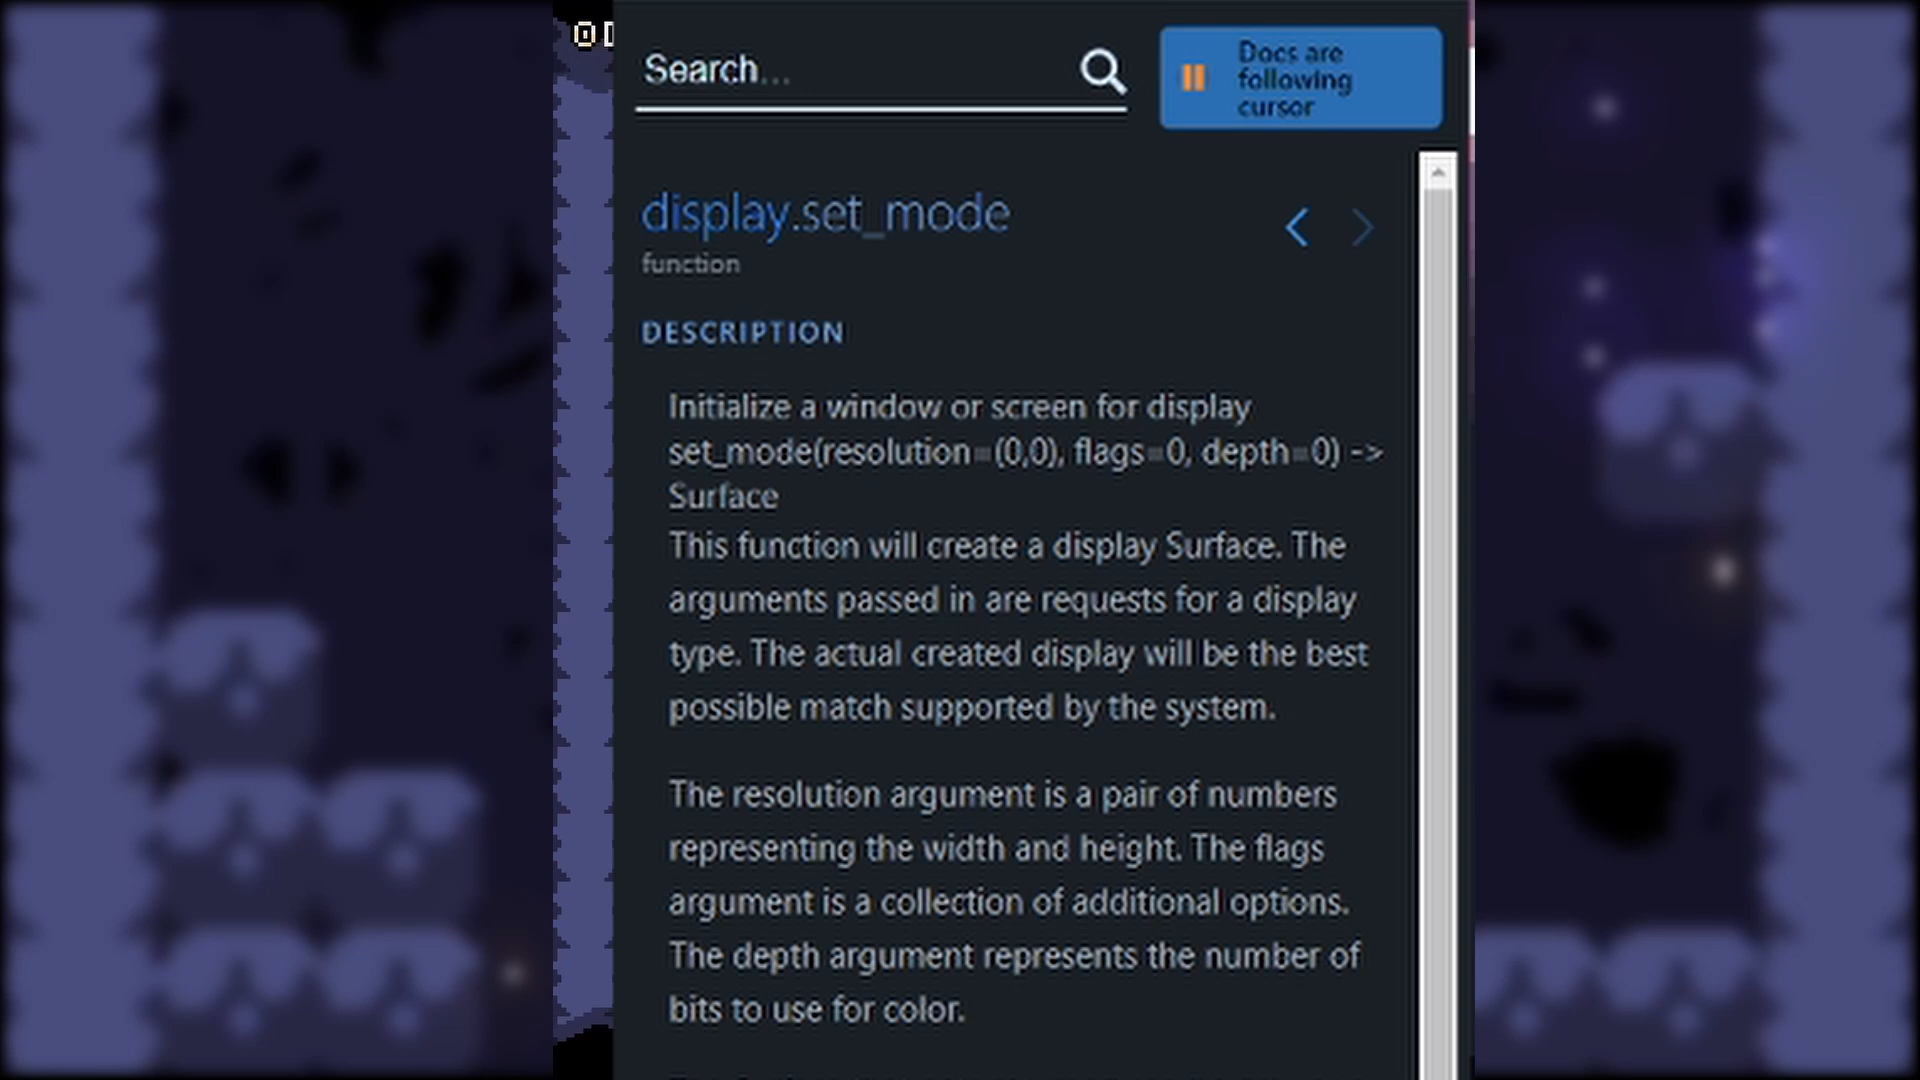 Search...
Docs are
following
cursor
display.set_mode
function
DESCRIPTION
Initialize a window or screen for display
set_mode(resolution=(0,0), flags=0, depth=0) ->
Surface
This function will create a display Surface. The
arguments passed in are requests for a display
type. The actual created display will be the best
possible match supported by the system.
The resolution argument is a pair of numbers
representing the width and height. The flags
argument is a collection of additional options.
The depth argument represents the number of
bits to use for color.